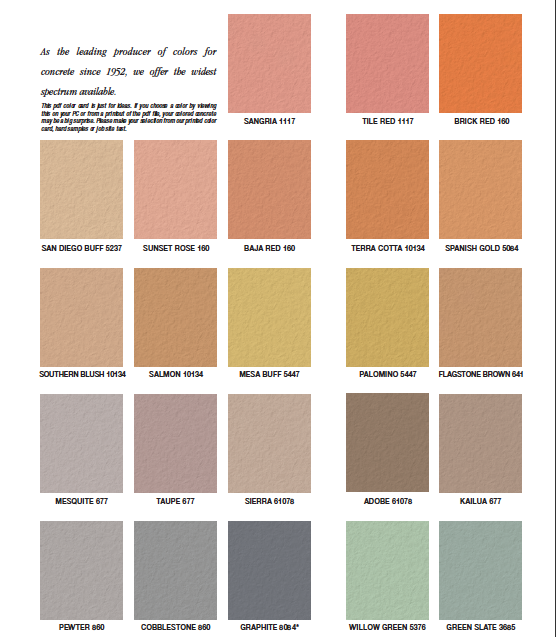 As the leading producer of colors for
concrete since 1952, we offer the widest
spectrum available.
This pdf color card is just for ideas. If you choose a color by viewing
this on your PC or from a printout of the pdf file, your colored concrete
may be a big surprise. Please make your selection from our printed color
card, hard samples or job site test.
SANGRIA 1117
TILE RED 1117
BRICK RED 160
SAN DIEGO BUFF 5237
SUNSET ROSE 160
BAJA RED 160
TERRA COTTA 10134
SPANISH GOLD 5084
SOUTHERN BLUSH 10134
SALMON 10134
MESA BUFF 5447
PALOMINO 5447
FLAGSTONE BROWN 641
MESQUITE 677
TAUPE 677
SIERRA 61078
ADOBE 61078
KAILUA 677
PEWTER 860
COBBLESTONE 860
GRAPHITE 8084*
WILLOW GREEN 5376
GREEN SLATE 3685